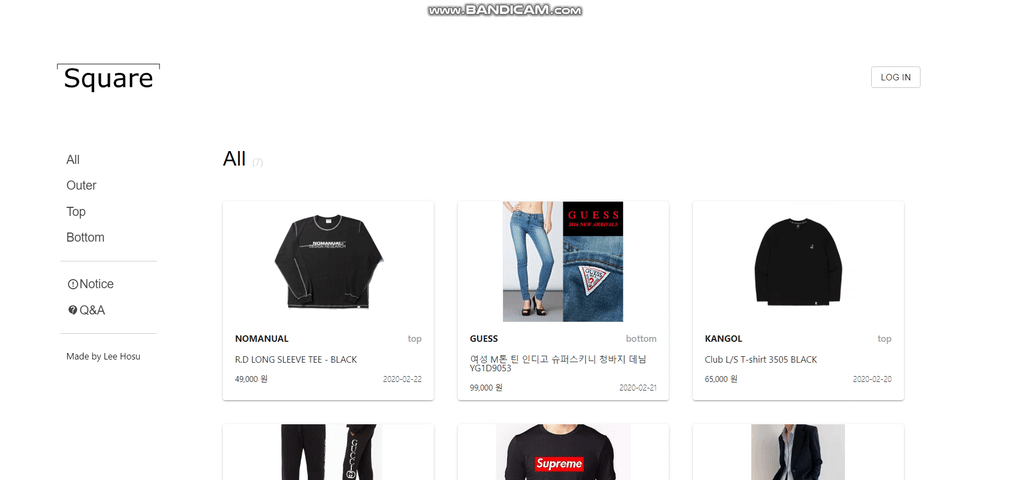 www.BANDICAM.com
Square
LOG IN
All
Outer
Top
Bottom
Notice
Q&A
Made by Lee Hosu
All (7)
NOMANUAL
NOMANUAL top
R.D LONG SLEEVE TEE - BLACK
49,000 원 2020-02-22
GUESS
2016 NEW ARRIVALS
GUESS
GUESS bottom
여성 M톤 틴 인디고 슈퍼스키니 청바지 데님
YG1D9053
99,000 원 2020-02-21
KANGOL top
Club L/S T-shirt 3505 BLACK
65,000 원 2020-02-20
GUCCI
Supreme